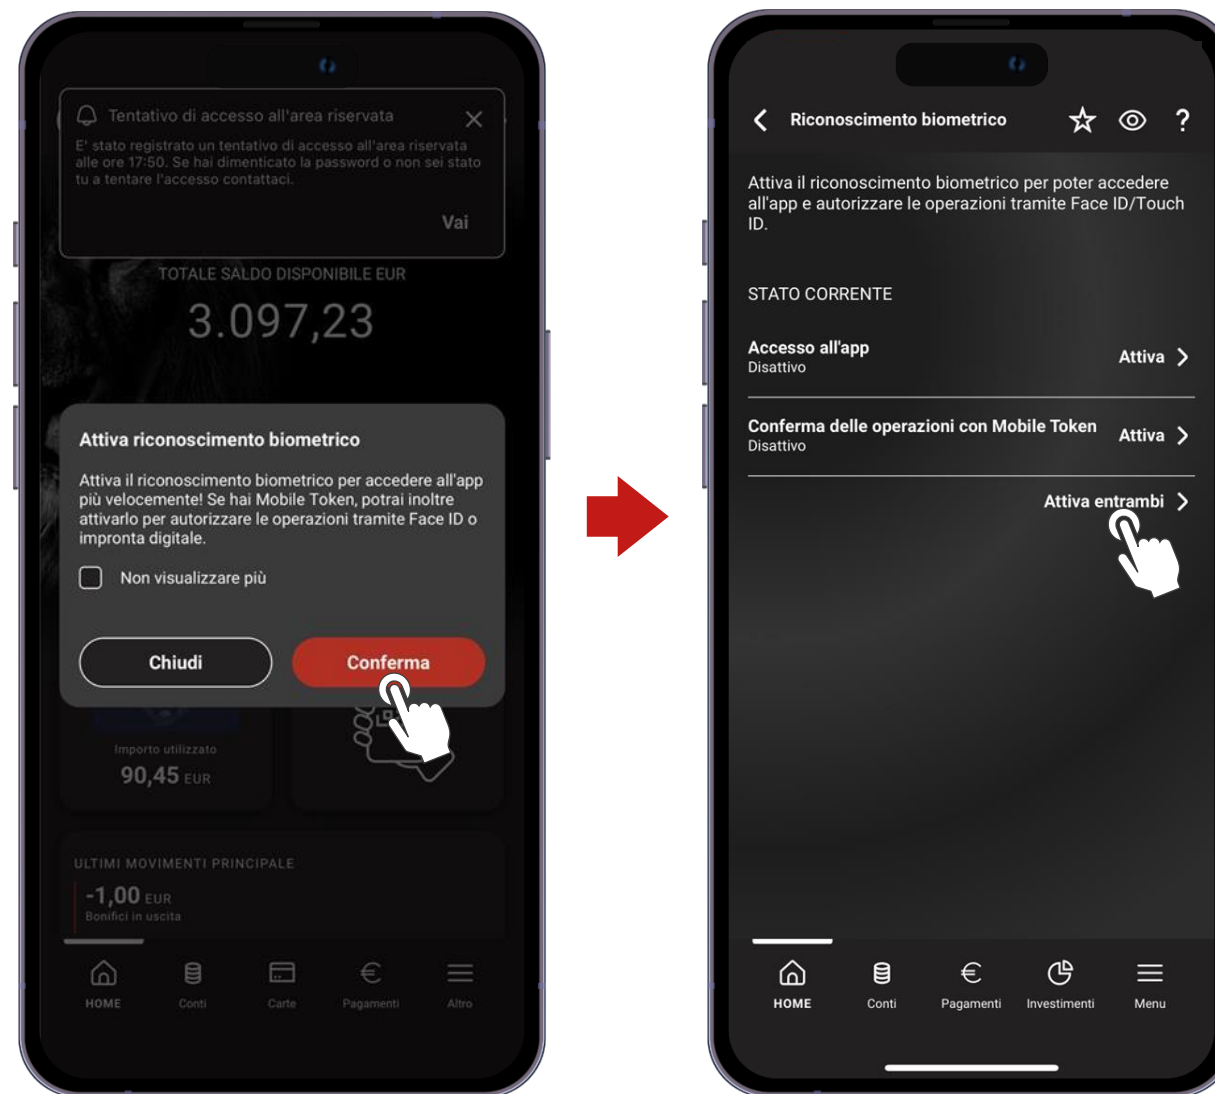 Tentativo di accesso all'area riservata
E' stato registrato un tentativo di accesso all'area riservata
alle ore 17:50. Se hai dimenticato la password o non sei stato
tu a tentare l'accesso contattaci.
Vai
TOTALE SALDO DISPONIBILE EUR
3.097,23
Attiva riconoscimento biometrico
Attiva il riconoscimento biometrico per accedere all'app
più velocemente! Se hai Mobile Token, potrai inoltre
attivarlo per autorizzare le operazioni tramite Face ID o
impronta digitale.
Non visualizzare più
Chiudi
Conferma
Importo utilizzato
90,45 EUR
ULTIMI MOVIMENTI PRINCIPALE
-1,00 EUR
Bonifici in uscita
HOME
Conti
Carte
Pagamenti
Altro
Riconoscimento biometrico
?
Attiva il riconoscimento biometrico per poter accedere
all'app e autorizzare le operazioni tramite Face ID/Touch
ID.
STATO CORRENTE
Accesso all'app
Disattivo
Attiva
Conferma delle operazioni con Mobile Token
Disattivo
Attiva
Attiva entrambi
HOME
Conti
Pagamenti
Investimenti
Menu